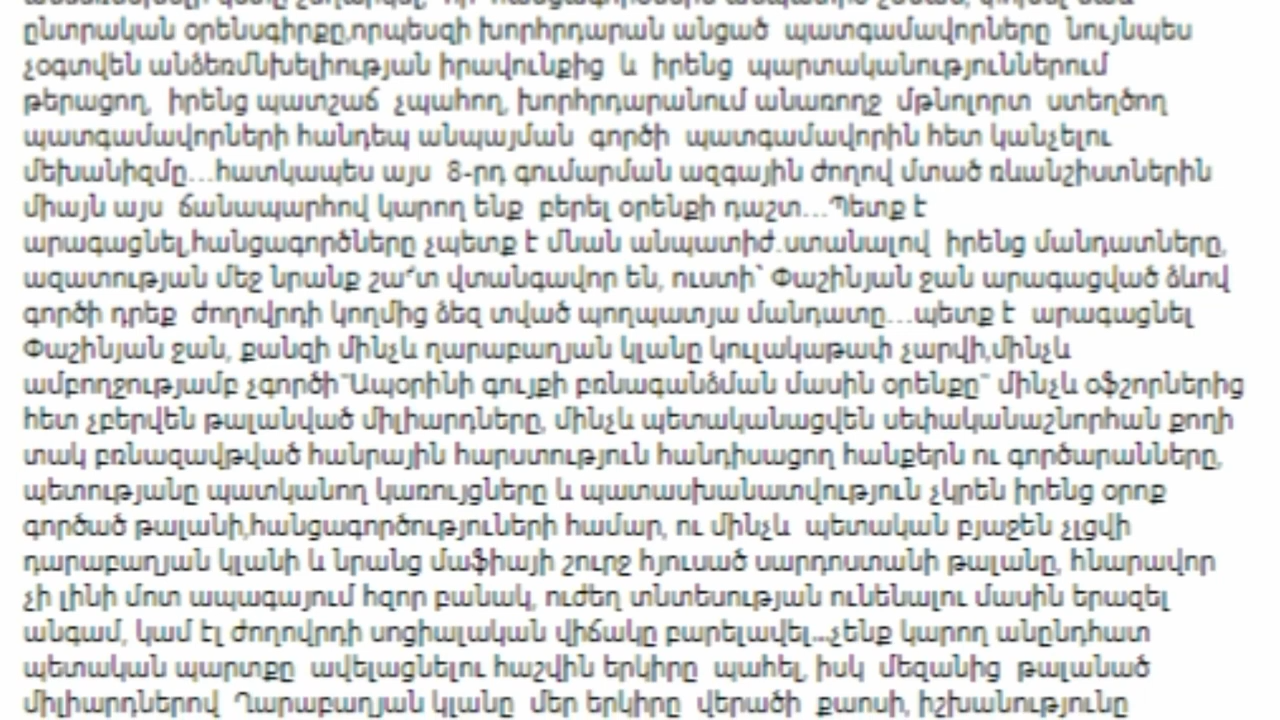 ընտրական օրենսգիրքը,որպեսզի խորհրդարան անցած պատգամավորները նույնպես
չօգտվեն անձեռմնխելիության իրավունքից և իրենց պարտականություններում
թերացող, իրենց պատշաճ չպահող, խորհրդարանում անառողջ մթնոլորտ ստեղծող
պատգամավորների հանդեպ անպայման գործի պատգամավորին հետ կանչելու
մեխանիզմը...հատկապես այս 8-րդ գումարման ազգային ժողով մտած ռևանշիստներին
միայն այս ճանապարհով կարող ենք բերել օրենքի դաշտ...Պետք է
արագացնել,հանցագործները չպետք է մնան անպատիժ.ստանալով իրենց մանդատները,
ազատության մեջ նրանք շա՜տ վտանգավոր են, ուստի՝ Փաշինյան ջան արագացված ձևով
գործի դրեք ժողովրդի կողմից ձեզ տված պողպատյա մանդատը...պետք է արագացնել
Փաշինյան ջան, քանզի մինչև ղարաբաղյան կլանը կուլակաթափ չարվի,մինչև
ամբողջությամբ չգործի՞Ապօրինի գույքի բռնագանձման մասին օրենքը՞ մինչև օֆշորներից
հետ չբերվեն թալանված միլիարդները, մինչև պետականացվեն սեփականաշնորհան քողի
տակ բռնազավթված հանրային հարստություն հանդիսացող հանքերն ու գործարանները,
պետությանը պատկանող կառույցները և պատասխանատվություն չկրեն իրենց օրոք
գործած թալանի,հանցագործություների համար, ու մինչև պետական բյաջեն չլցվի
ղարաբաղյան կլանի և նրանց մաֆիայի շուրջ հյուսած սարդոստանի թալանը, հնարավոր
չի լինի մոտ ապագայում հզոր բանակ, ուժեղ տնտեսության ունենալու մասին երազել
անգամ, կամ էլ ժողովրդի սոցիալական վիճակը բարելավել...չենք կարող անընդհատ
պետական պարտքը ավելացնելու հաշվին երկիրը պահել, իսկ մեզանից թալանած
միլիարդներով Ղարաբաղյան կլանը մեր երկիրը վերածի քաոսի, իշխանությունը